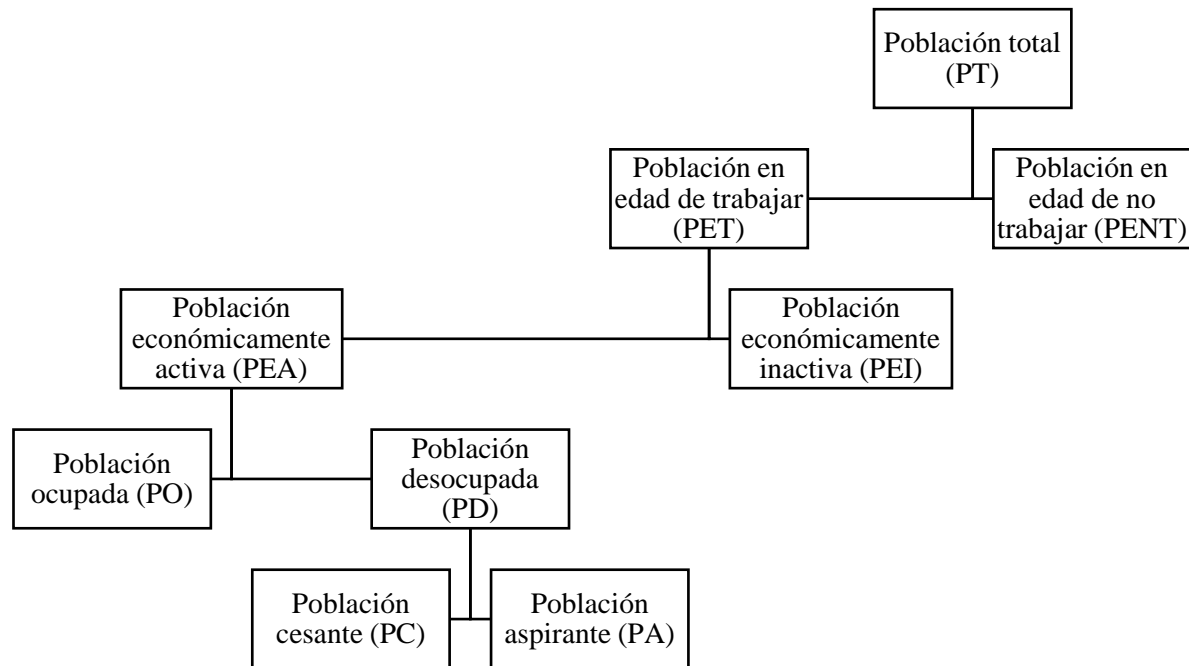 Población total
(PT)
Población en
edad de trabajar
(PET)
Población en
edad de no
trabajar (PENT)
Población
económicamente
activa (PEA)
Población
económicamente
inactiva (PEI)
Población
ocupada (PO)
Población
desocupada
(PD)
Población
cesante (PC)
Población
aspirante (PA)